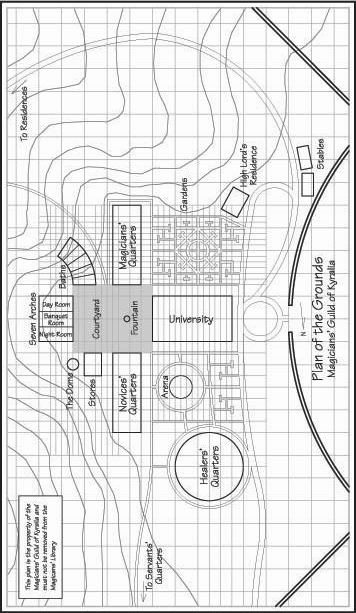 Plan of the Grounds
Magicians' Guild of Kyralia
N
This plan is the property of the
Magicians' Guild of Kyralia and
must not be removed from the
Magicians' Library
To Residences
To Servants'
Quarters
Seven Arches
Day Room
Banquet
Room
Night Room
Baths
The Dome
Stores
Courtyard
Fountain
Magicians'
Quarters
Novices'
Quarters
University
Gardens
Arena
Healers'
Quarters
High Lord's
Residence
Stables